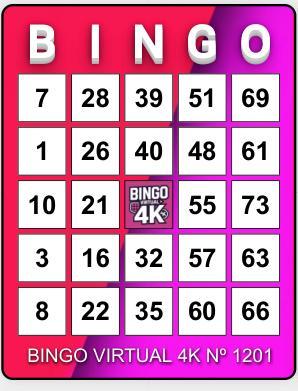 B I N G O
7 28 39 51 69
1 26 40 48 61
10 21 BINGO VIRTUAL 4K 55 73
3 16 32 57 63
8 22 35 60 66
BINGO VIRTUAL 4K Nº 1201